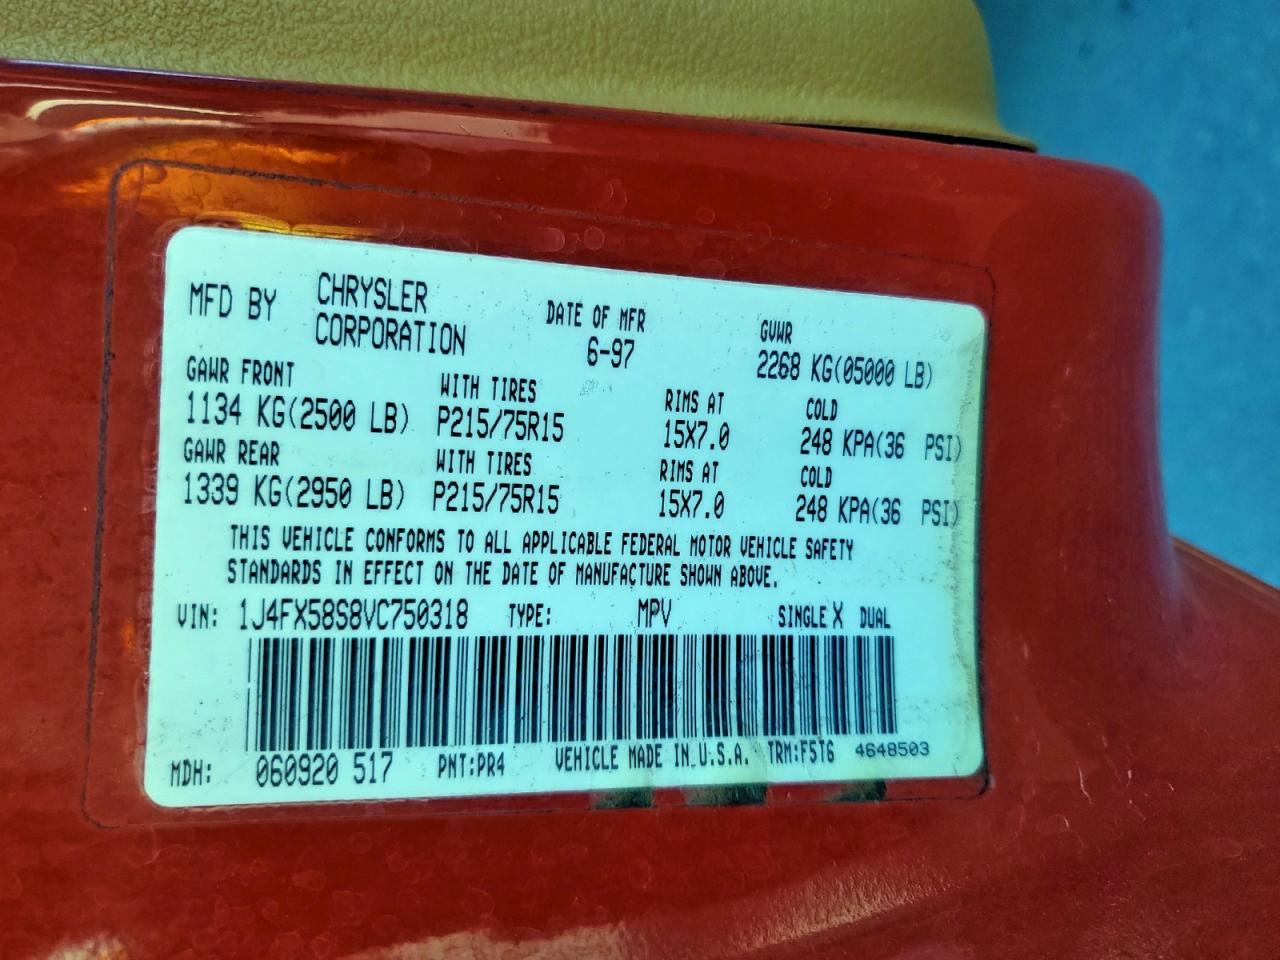 MFD BY CHRYSLER CORPORATION DATE OF MFR 6-97 GVWR 2268 KG(05000 LB)
GAWR FRONT WITH TIRES RIMS AT COLD
1134 KG(2500 LB) P215/75R15 15X7.0 248 KPA(36 PSI)
GAWR REAR WITH TIRES RIMS AT COLD
1339 KG(2950 LB) P215/75R15 15X7.0 248 KPA(36 PSI)
THIS VEHICLE CONFORMS TO ALL APPLICABLE FEDERAL MOTOR VEHICLE SAFETY
STANDARDS IN EFFECT ON THE DATE OF MANUFACTURE SHOWN ABOVE.
VIN: 1J4FX58S8VC750318 TYPE: MPV SINGLE X DUAL
MDH: 060920 517 PNT:PR4 VEHICLE MADE IN U.S.A. TRM:F5T6 4648503